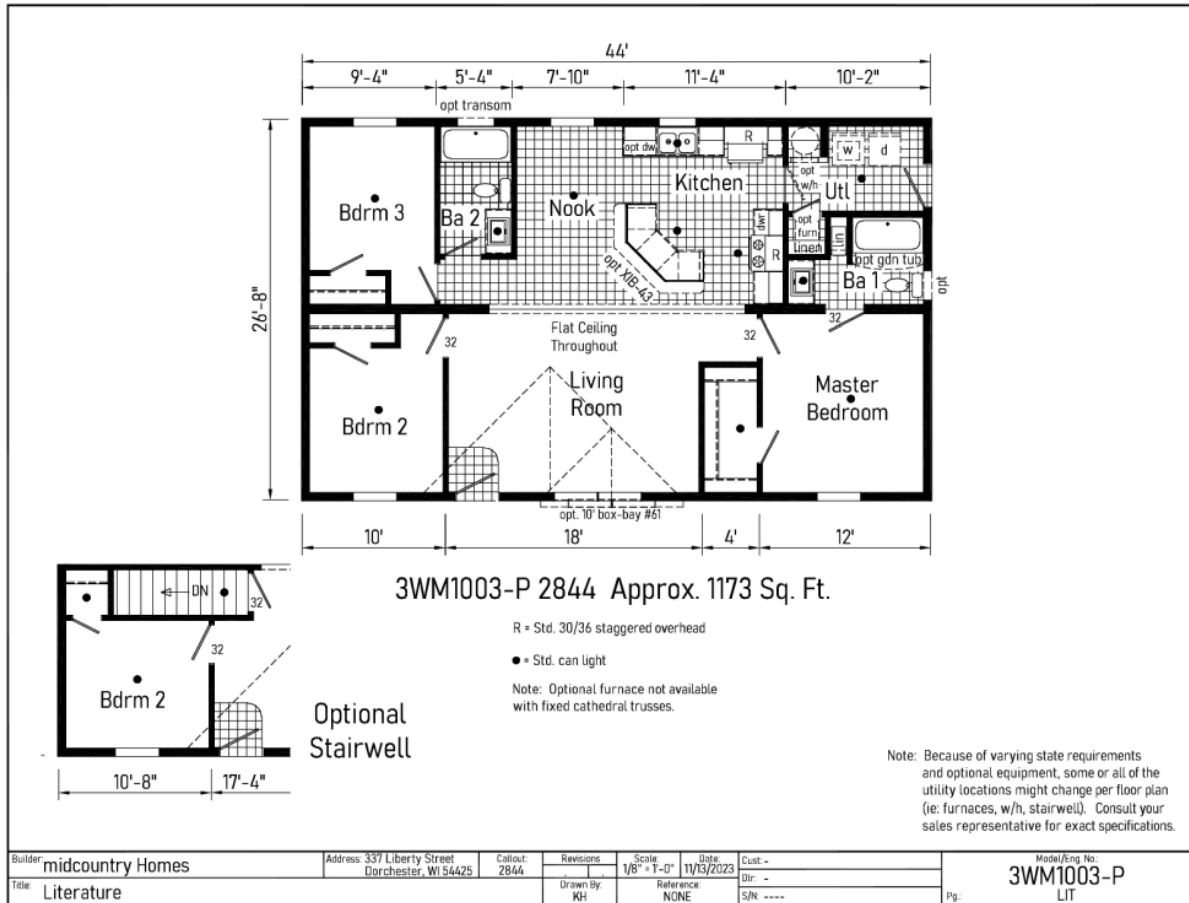 44'
9'-4" 5'-4" 7'-10" 11'-4" 10'-2"
opt transom
26'-8"
opt dw
R
w
d
opt
w/h
Utl
Kitchen
Bdrm 3
Ba 2
Nook
dwr
R
opt
furn
linen
lin
opt gdn tub
Ba 1
opt
opt XIB-43
32
32
32
Flat Ceiling
Throughout
Living
Room
Master
Bedroom
Bdrm 2
opt. 10' box-bay #61
10' 18' 4' 12'
3WM1003-P 2844 Approx. 1173 Sq. Ft.
R = Std. 30/36 staggered overhead
● = Std. can light
Note: Optional furnace not available
with fixed cathedral trusses.
DN
32
32
Bdrm 2
Optional
Stairwell
10'-8" 17'-4"
Note: Because of varying state requirements
and optional equipment, some or all of the
utility locations might change per floor plan
(ie: furnaces, w/h, stairwell). Consult your
sales representative for exact specifications.
Builder: midcountry Homes
Address: 337 Liberty Street
Dorchester, WI 54425
Callout:
2844
Revisions
Scale:
1/8" = 1'-0"
Date:
11/13/2023
Cust: -
Dlr: -
S/N: ----
Model/Eng. No.:
3WM1003-P
Title: Literature
Drawn By:
KH
Reference:
NONE
Pg.:
LIT